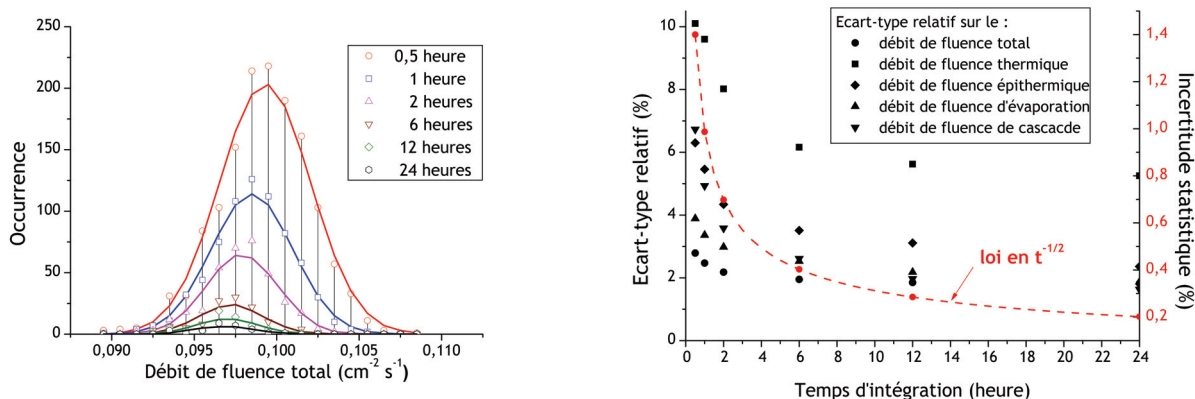 250
200
150
100
50
0
Occurrence
0,090
0,095
0,100
0,105
0,110
Débit de fluence total (cm⁻² s⁻¹)
0,5 heure
1 heure
2 heures
6 heures
12 heures
24 heures
10
8
6
4
2
0
Ecart-type relatif (%)
0 2 4 6 8 10 12 14 16 18 20 22 24
Temps d'intégration (heure)
Ecart-type relatif sur le :
débit de fluence total
débit de fluence thermique
débit de fluence épithermique
débit de fluence d'évaporation
débit de fluence de cascacde
loi en t⁻¹/²
1,4
1,2
1,0
0,8
0,6
0,4
0,2
Incertitude statistique (%)